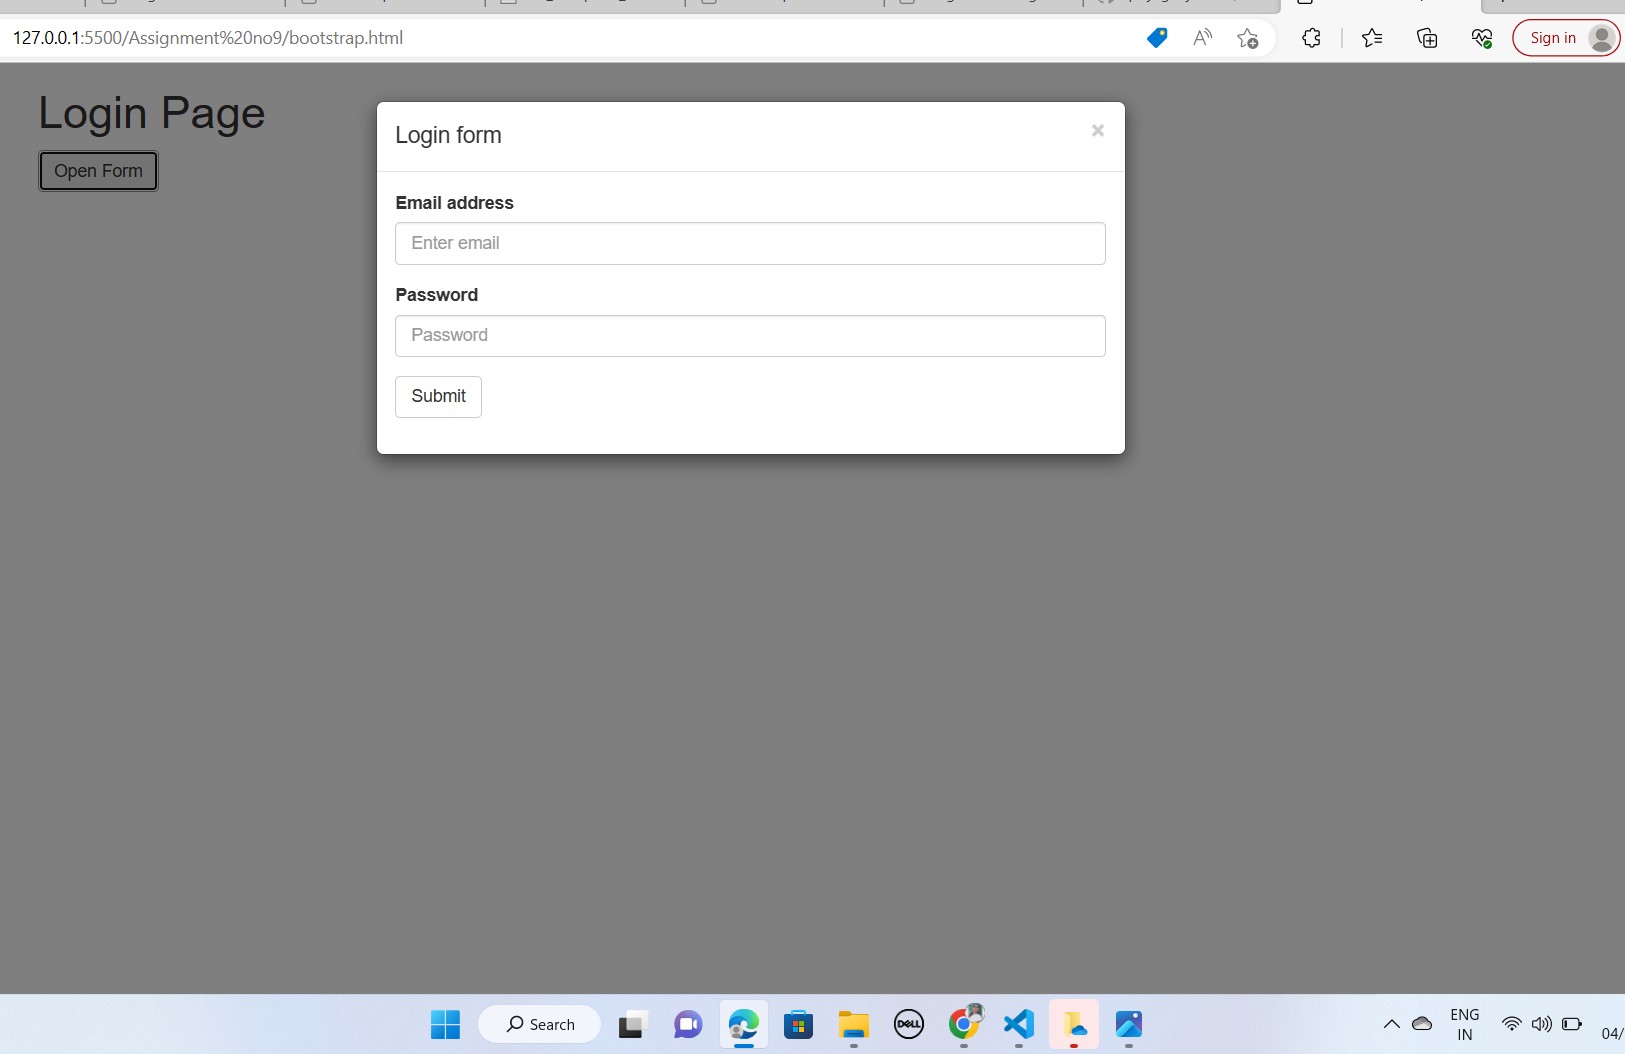 127.0.0.1:5500/Assignment%20no9/bootstrap.html
Sign in
Login Page
Open Form
Login form
×
Email address
Enter email
Password
Password
Submit
Search
DELL
ENG
IN
04/